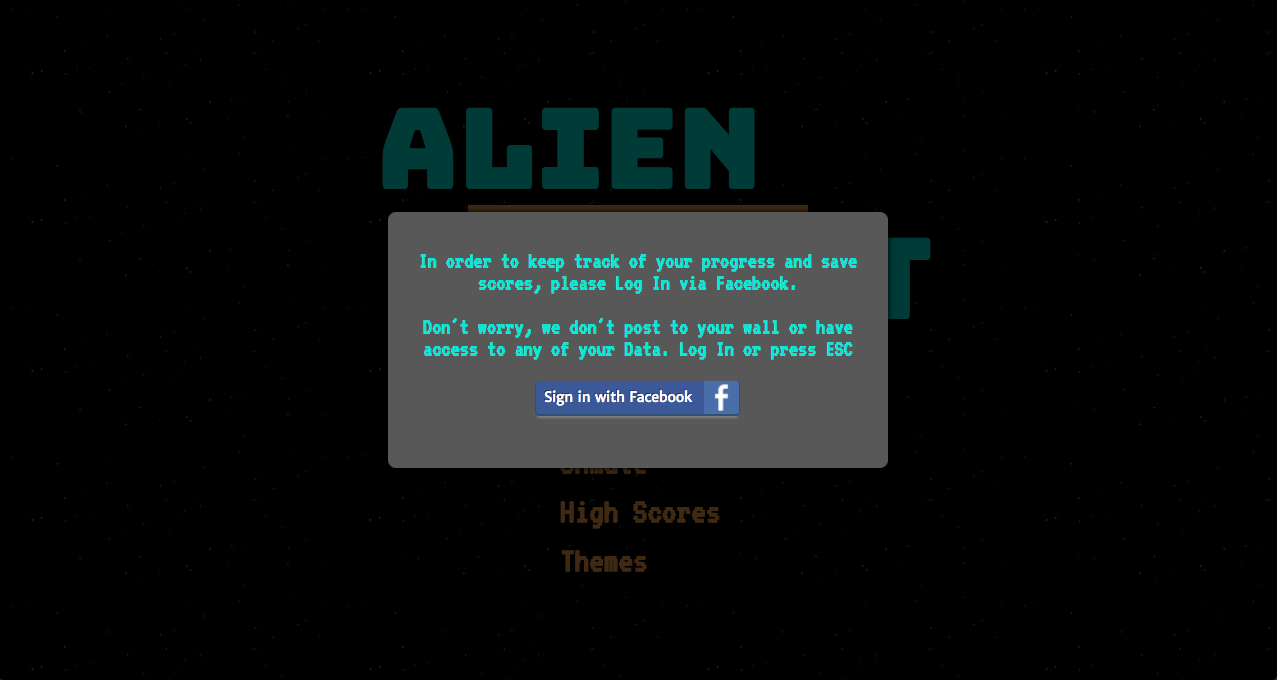 ALIEN
T
In order to keep track of your progress and save
scores, please Log In via Facebook.
Don't worry, we don't post to your wall or have
access to any of your Data. Log In or press ESC
Sign in with Facebook f
High Scores
Themes